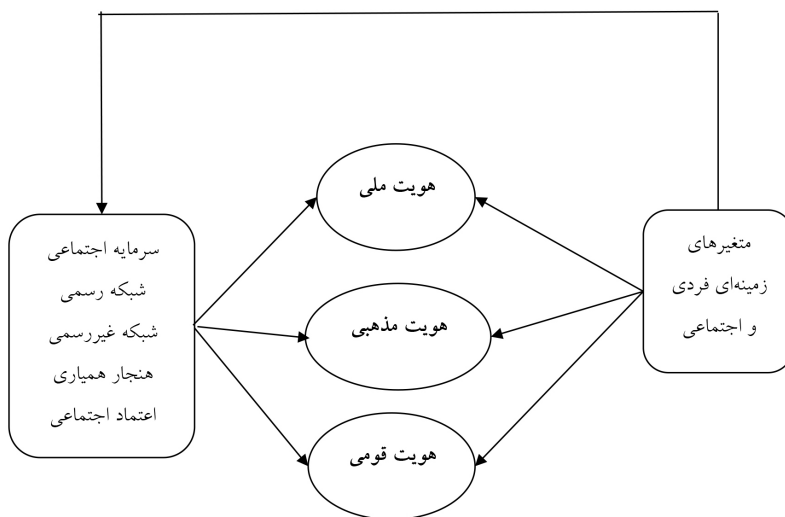 هویت ملی
متغیرهای
زمینه‌ای فردی
و اجتماعی
سرمایه اجتماعی
شبکه رسمی
شبکه غیررسمی
هنجار همیاری
اعتماد اجتماعی
هویت مذهبی
هویت قومی